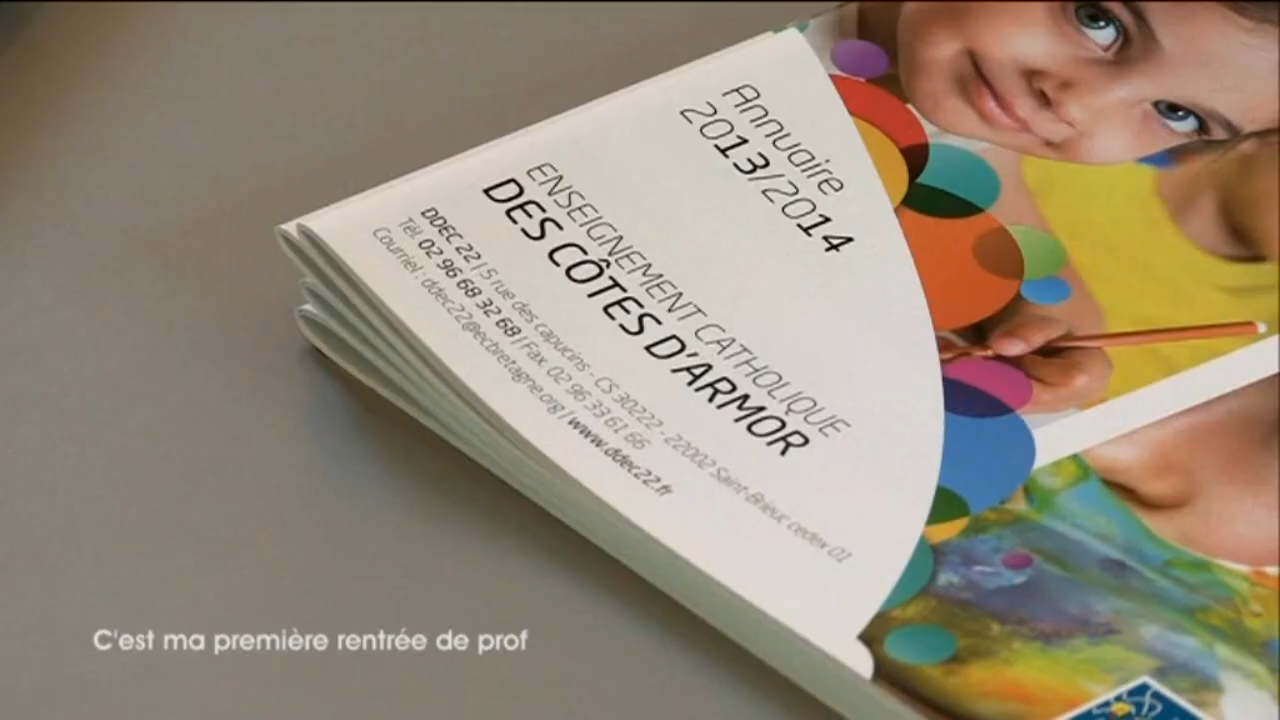 Annuaire
2013/2014
ENSEIGNEMENT CATHOLIQUE
DES CÔTES D'ARMOR
DDEC 22 | 5 rue des capucins - CS 30222 - 22002 Saint-Brieuc cedex 01
Tél. 02 96 68 32 68 | Fax. 02 96 33 61 66
Courriel : ddec22@ecbretagne.org | www.ddec22.fr
C'est ma première rentrée de prof